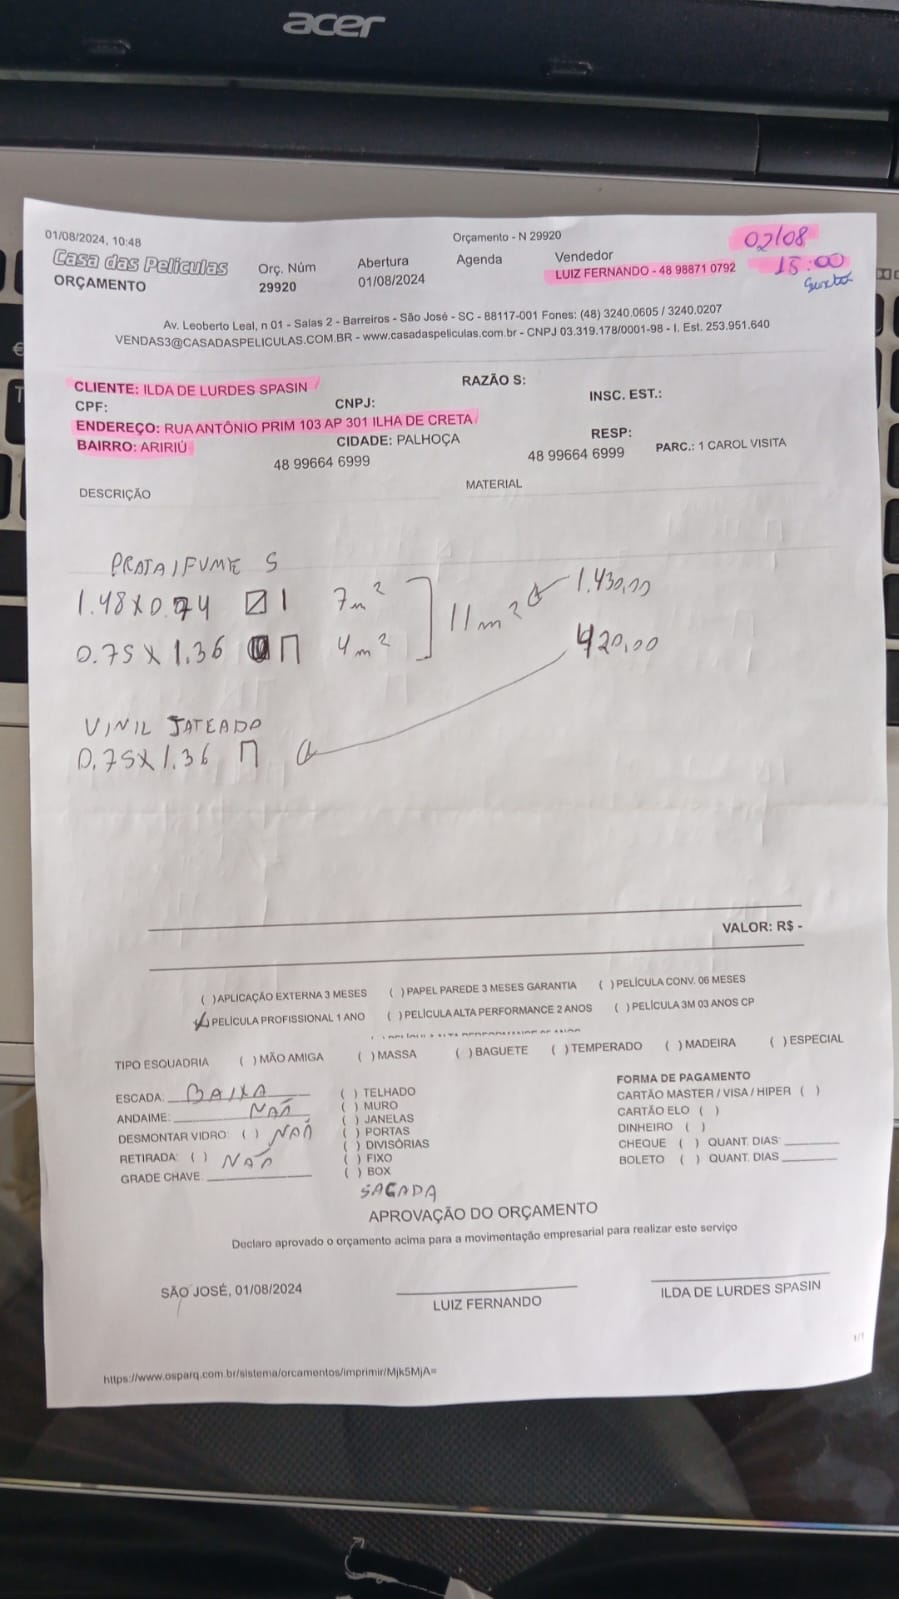 acer
01/08/2024, 10:48
Orçamento - N 29920
02/08
15:00
Casa das Películas
ORÇAMENTO
Orç. Núm
29920
Abertura
01/08/2024
Agenda
Vendedor
LUIZ FERNANDO - 48 98871 0792
Av. Leoberto Leal, n 01 - Salas 2 - Barreiros - São José - SC - 88117-001 Fones: (48) 3240.0605 / 3240.0207
VENDAS3@CASADASPELICULAS.COM.BR - www.casadaspeliculas.com.br - CNPJ 03.319.178/0001-98 - I. Est. 253.951.640
CLIENTE: ILDA DE LURDES SPASIN
RAZÃO S:
CPF:
CNPJ:
INSC. EST.:
ENDEREÇO: RUA ANTÔNIO PRIM 103 AP 301 ILHA DE CRETA
BAIRRO: ARIRIÚ
CIDADE: PALHOÇA
RESP:
48 99664 6999
48 99664 6999
PARC.: 1 CAROL VISITA
DESCRIÇÃO
MATERIAL
PRATA/FUME S
1.48X0.74 1 7m² 1.430,00
11m²
0.75X1.36 4m² 420,00
VINIL JATEADO
0.75X1.36
VALOR: R$ -
( )APLICAÇÃO EXTERNA 3 MESES ( )PAPEL PAREDE 3 MESES GARANTIA ( )PELÍCULA CONV. 06 MESES
PELÍCULA PROFISSIONAL 1 ANO ( )PELÍCULA ALTA PERFORMANCE 2 ANOS ( )PELÍCULA 3M 03 ANOS CP
TIPO ESQUADRIA ( )MÃO AMIGA ( )MASSA ( )BAGUETE ( )TEMPERADO ( )MADEIRA ( )ESPECIAL
ESCADA: BAIXA
ANDAIME: NAÕ
DESMONTAR VIDRO: ( ) NAÕ
RETIRADA: ( ) NAÕ
GRADE CHAVE:
( ) TELHADO
( ) MURO
( ) JANELAS
( ) PORTAS
( ) DIVISÓRIAS
( ) FIXO
( ) BOX
SACADA
FORMA DE PAGAMENTO
CARTÃO MASTER / VISA / HIPER ( )
CARTÃO ELO ( )
DINHEIRO ( )
CHEQUE ( ) QUANT. DIAS:
BOLETO ( ) QUANT. DIAS
APROVAÇÃO DO ORÇAMENTO
Declaro aprovado o orçamento acima para a movimentação empresarial para realizar este serviço
SÃO JOSÉ, 01/08/2024
LUIZ FERNANDO
ILDA DE LURDES SPASIN
1/1
https://www.osparq.com.br/sistema/orcamentos/imprimir/Mjk5MjA=